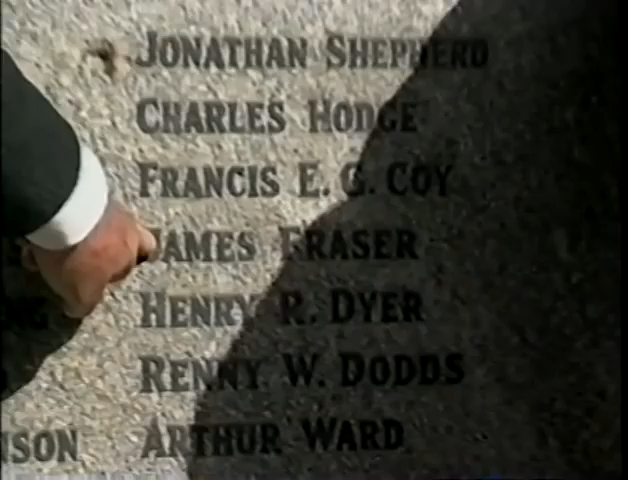 JONATHAN SHEPHERD
CHARLES HODGE
FRANCIS E. G. COY
JAMES FRASER
HENRY R. DYER
RENNY W. DODDS
NSON ARTHUR WARD